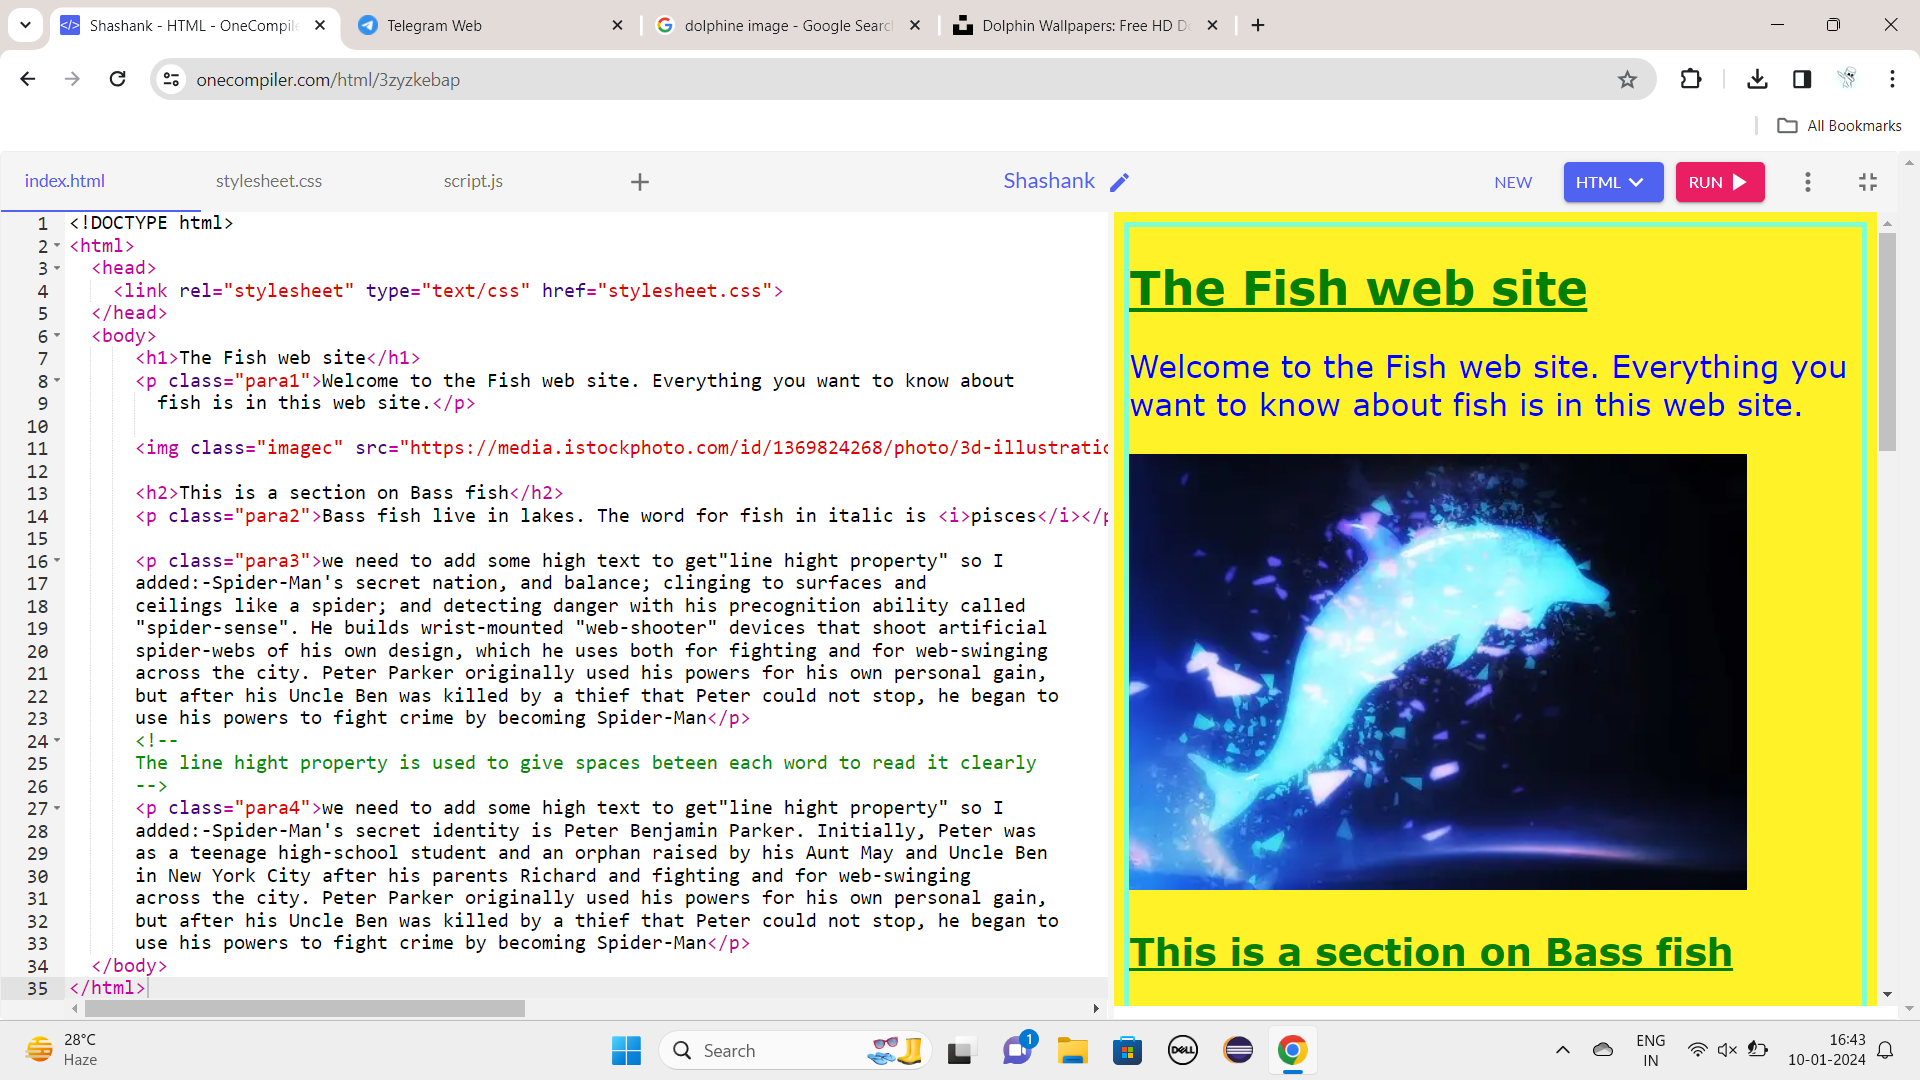 Shashank - HTML - OneCompile
Telegram Web
dolphine image - Google Searc
Dolphin Wallpapers: Free HD Do
onecompiler.com/html/3zyzkebap
All Bookmarks
index.html
stylesheet.css
script.js
Shashank
NEW
HTML
RUN
1 <!DOCTYPE html>
2 <html>
3 <head>
4 <link rel="stylesheet" type="text/css" href="stylesheet.css">
5 </head>
6 <body>
7 <h1>The Fish web site</h1>
8 <p class="para1">Welcome to the Fish web site. Everything you want to know about
9 fish is in this web site.</p>
10
11 <img class="imagec" src="https://media.istockphoto.com/id/1369824268/photo/3d-illustratio
12
13 <h2>This is a section on Bass fish</h2>
14 <p class="para2">Bass fish live in lakes. The word for fish in italic is <i>pisces</i></p
15
16 <p class="para3">we need to add some high text to get"line hight property" so I
17 added:-Spider-Man's secret nation, and balance; clinging to surfaces and
18 ceilings like a spider; and detecting danger with his precognition ability called
19 "spider-sense". He builds wrist-mounted "web-shooter" devices that shoot artificial
20 spider-webs of his own design, which he uses both for fighting and for web-swinging
21 across the city. Peter Parker originally used his powers for his own personal gain,
22 but after his Uncle Ben was killed by a thief that Peter could not stop, he began to
23 use his powers to fight crime by becoming Spider-Man</p>
24 <!--
25 The line hight property is used to give spaces beteen each word to read it clearly
26 -->
27 <p class="para4">we need to add some high text to get"line hight property" so I
28 added:-Spider-Man's secret identity is Peter Benjamin Parker. Initially, Peter was
29 as a teenage high-school student and an orphan raised by his Aunt May and Uncle Ben
30 in New York City after his parents Richard and fighting and for web-swinging
31 across the city. Peter Parker originally used his powers for his own personal gain,
32 but after his Uncle Ben was killed by a thief that Peter could not stop, he began to
33 use his powers to fight crime by becoming Spider-Man</p>
34 </body>
35 </html>
The Fish web site
Welcome to the Fish web site. Everything you
want to know about fish is in this web site.
This is a section on Bass fish
28°C
Haze
Search
1
DELL
ENG
IN
16:43
10-01-2024